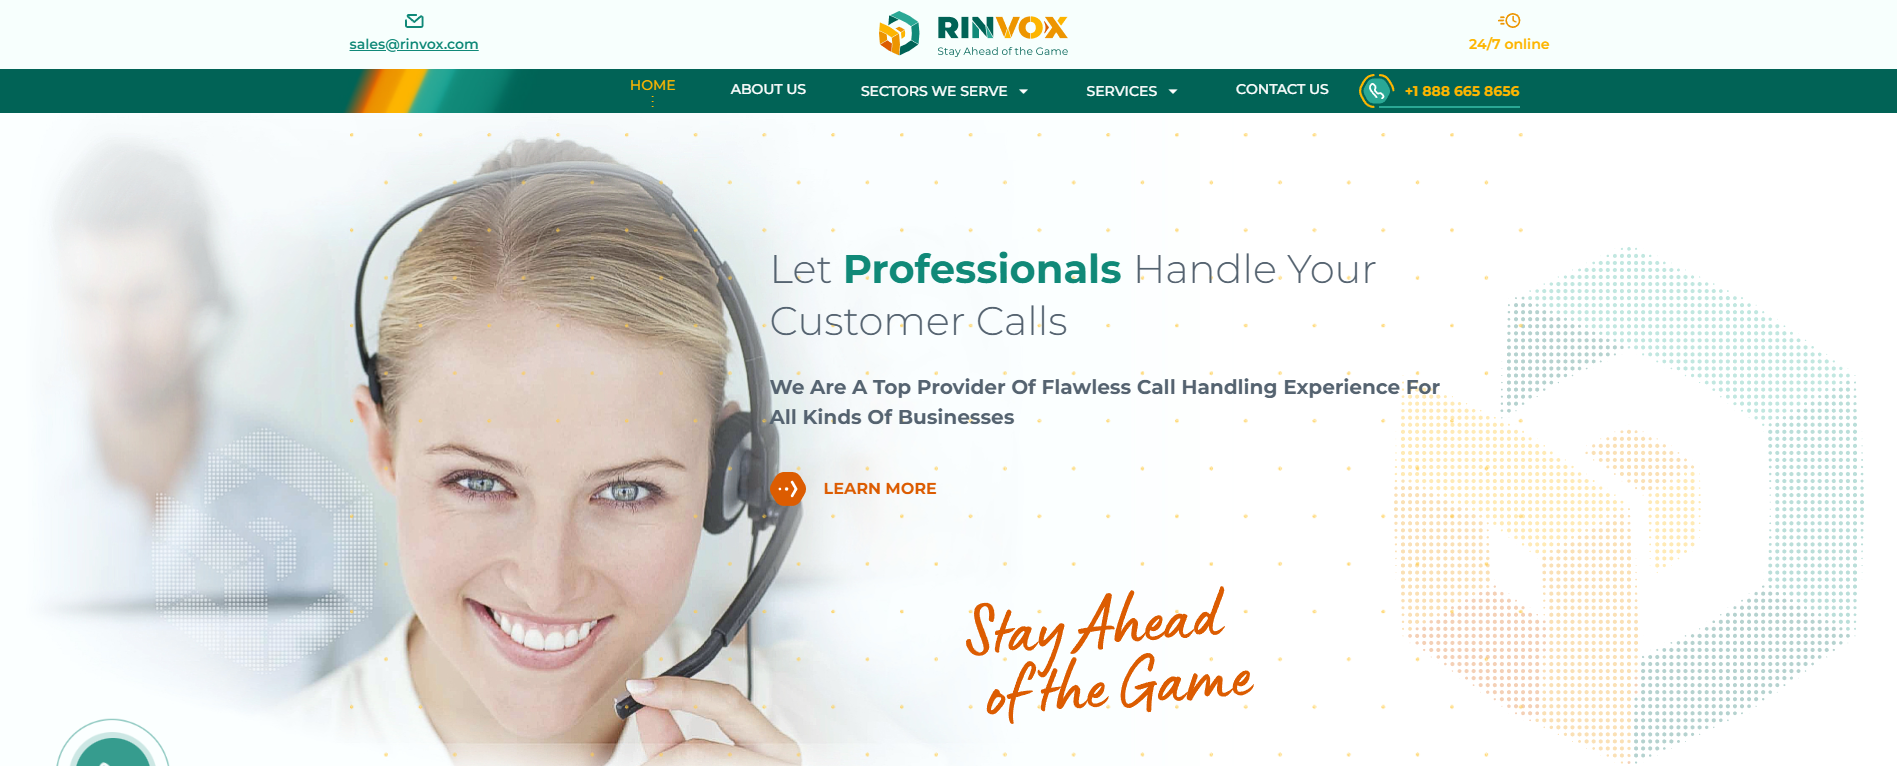 sales@rinvox.com
RINVOX
Stay Ahead of the Game
24/7 online
HOME
ABOUT US
SECTORS WE SERVE
SERVICES
CONTACT US
+1 888 665 8656
Let Professionals Handle Your
Customer Calls
We Are A Top Provider Of Flawless Call Handling Experience For
All Kinds Of Businesses
LEARN MORE
Stay Ahead
of the Game